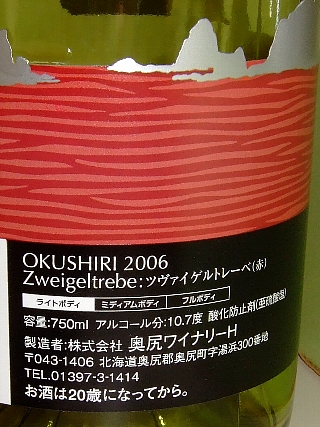 OKUSHIRI 2006
Zweigeltrebe:ツヴァイゲルトレーベ(赤)
ライトボディ ミディアムボディ フルボディ
容量:750ml アルコール分:10.7度 酸化防止剤(亜硫酸塩)
製造者:株式会社 奥尻ワイナリーH
〒043-1406 北海道奥尻郡奥尻町字湯浜300番地
TEL.01397-3-1414
お酒は20歳になってから。